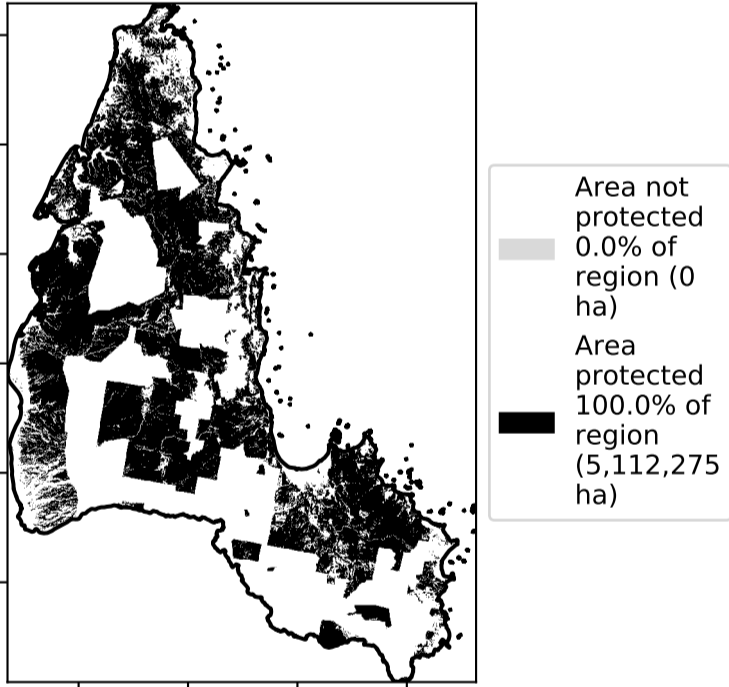 Area not
protected
0.0% of
region (0
ha)
Area
protected
100.0% of
region
(5,112,275
ha)